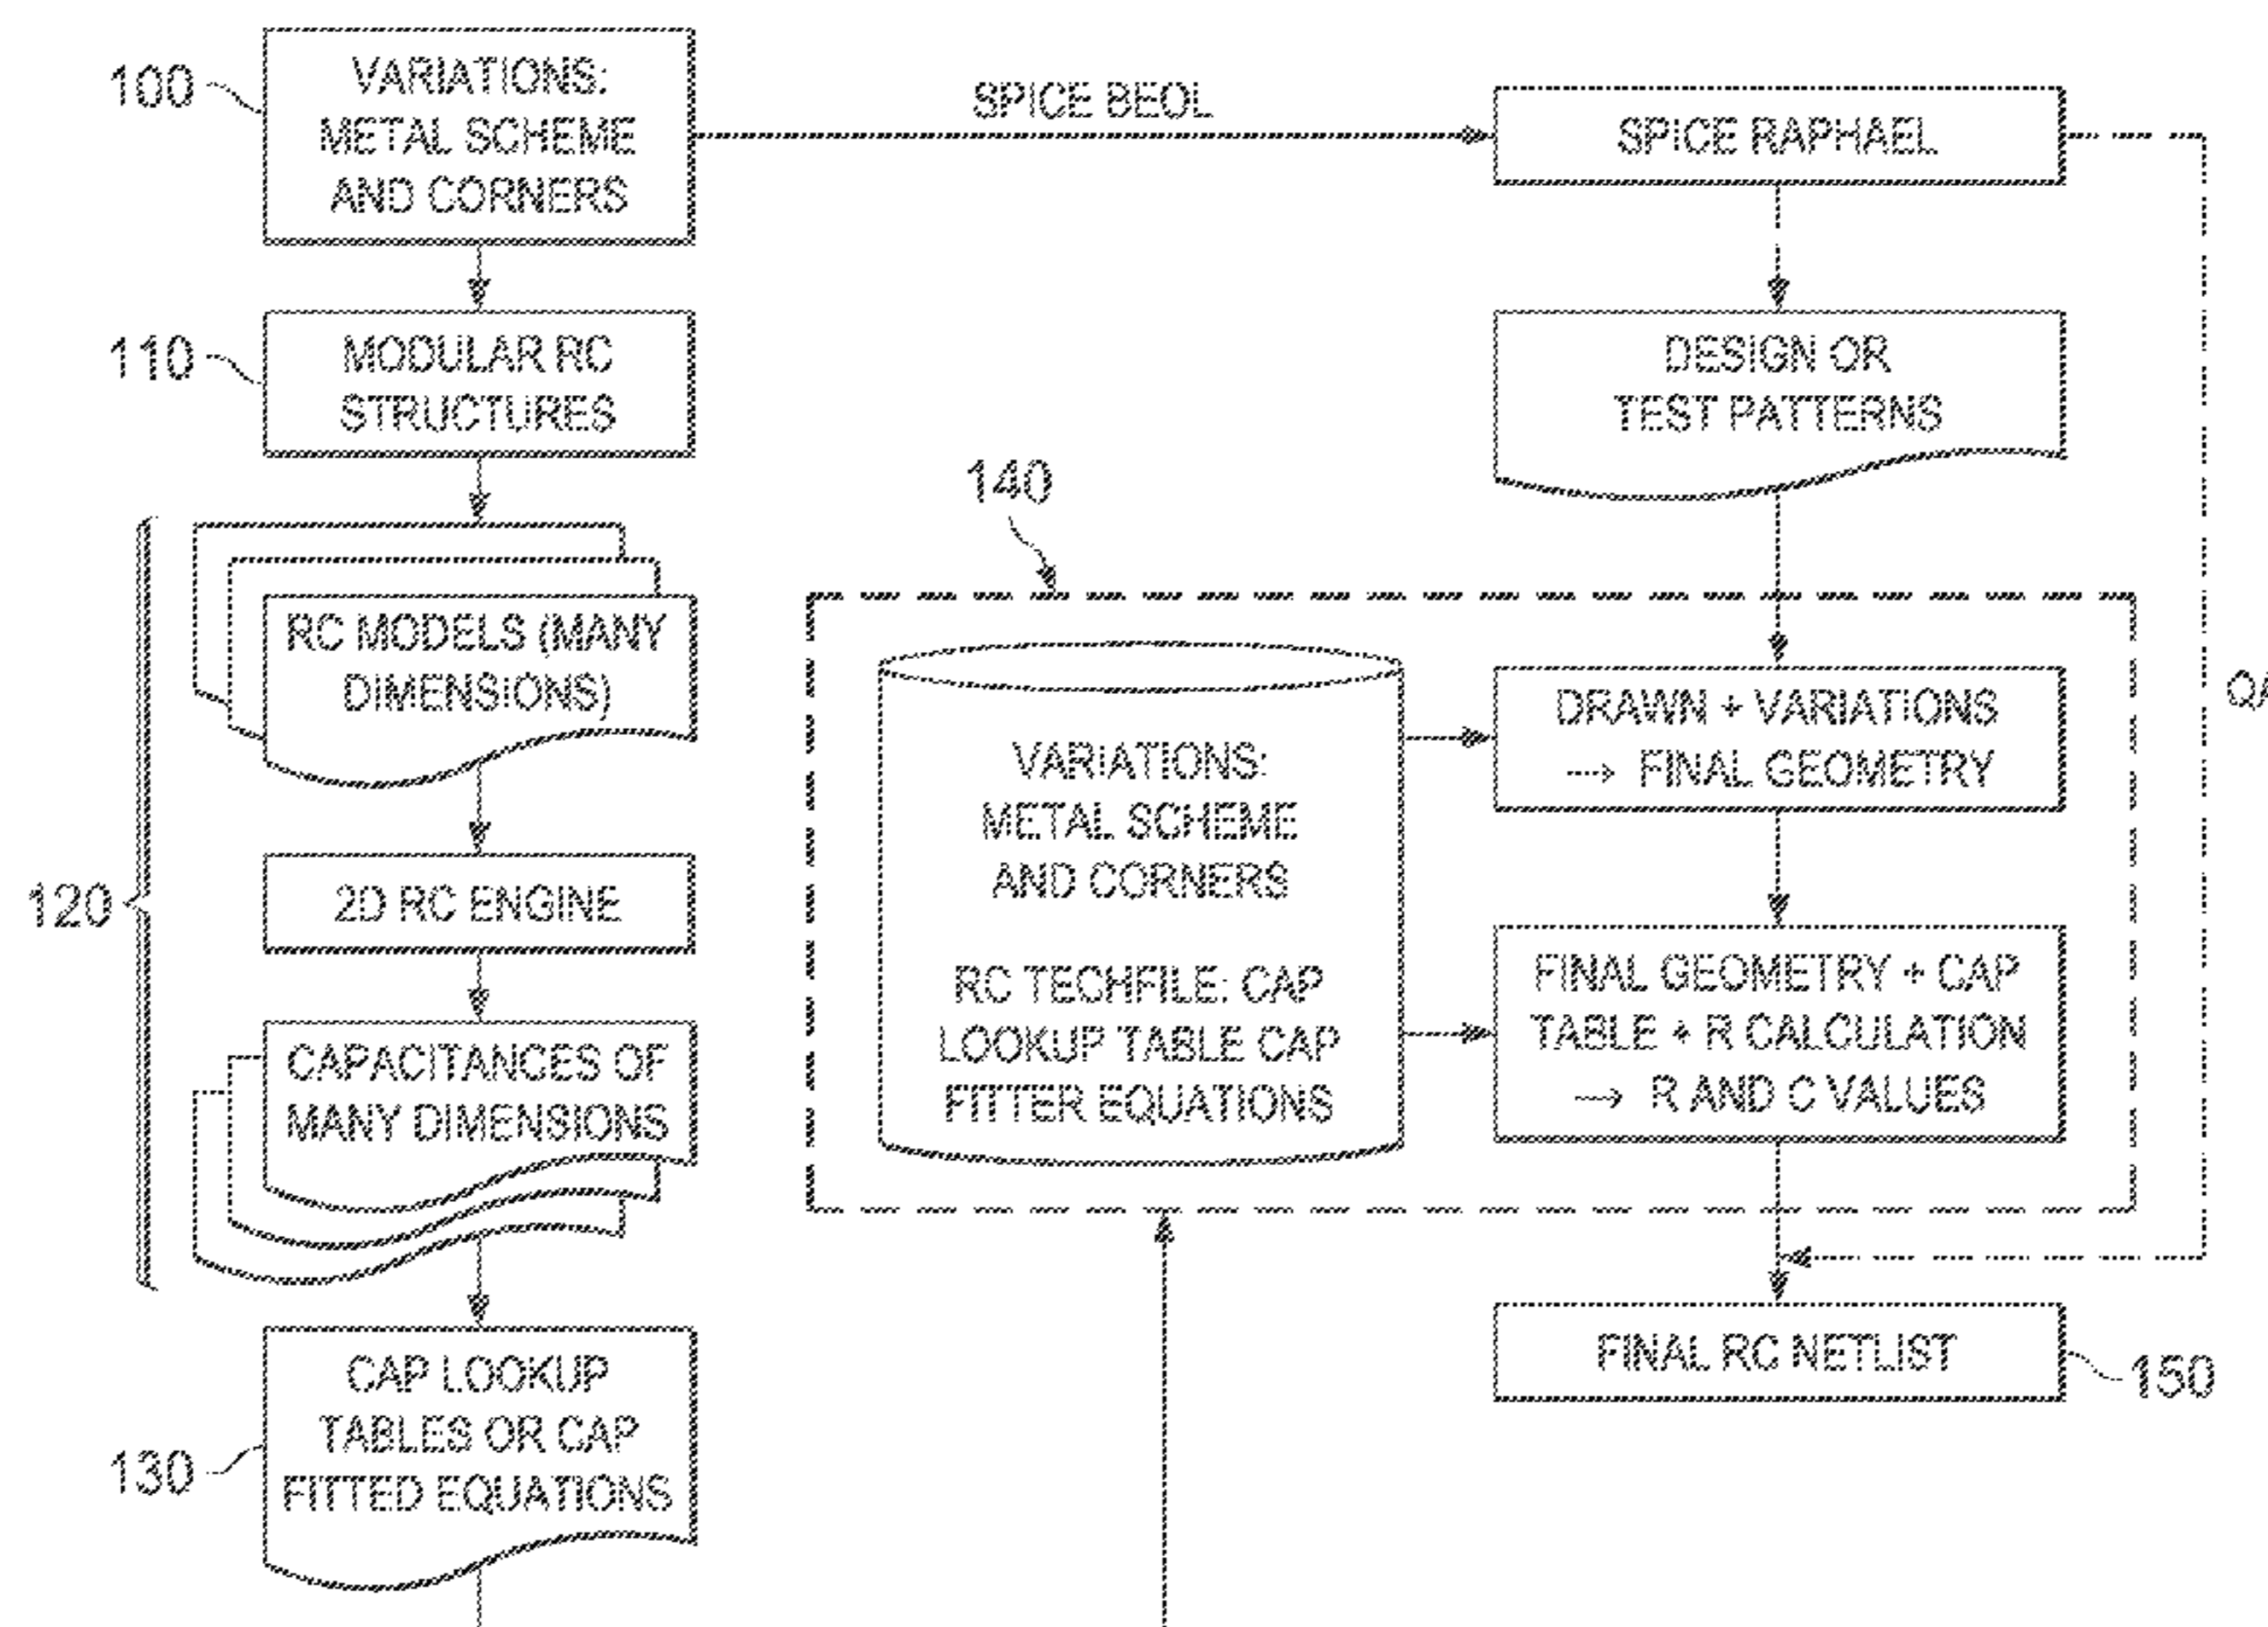 100
VARIATIONS:
METAL SCHEME
AND CORNERS
SPICE BEOL
SPICE RAPHAEL
110
MODULAR RC
STRUCTURES
DESIGN OR
TEST PATTERNS
140
120
RC MODELS (MANY
DIMENSIONS)
2D RC ENGINE
CAPACITANCES OF
MANY DIMENSIONS
130
CAP LOOKUP
TABLES OR CAP
FITTED EQUATIONS
VARIATIONS:
METAL SCHEME
AND CORNERS
RC TECHFILE: CAP
LOOKUP TABLE CAP
FITTER EQUATIONS
DRAWN + VARIATIONS
→ FINAL GEOMETRY
FINAL GEOMETRY + CAP
TABLE + R CALCULATION
→ R AND C VALUES
FINAL RC NETLIST
150